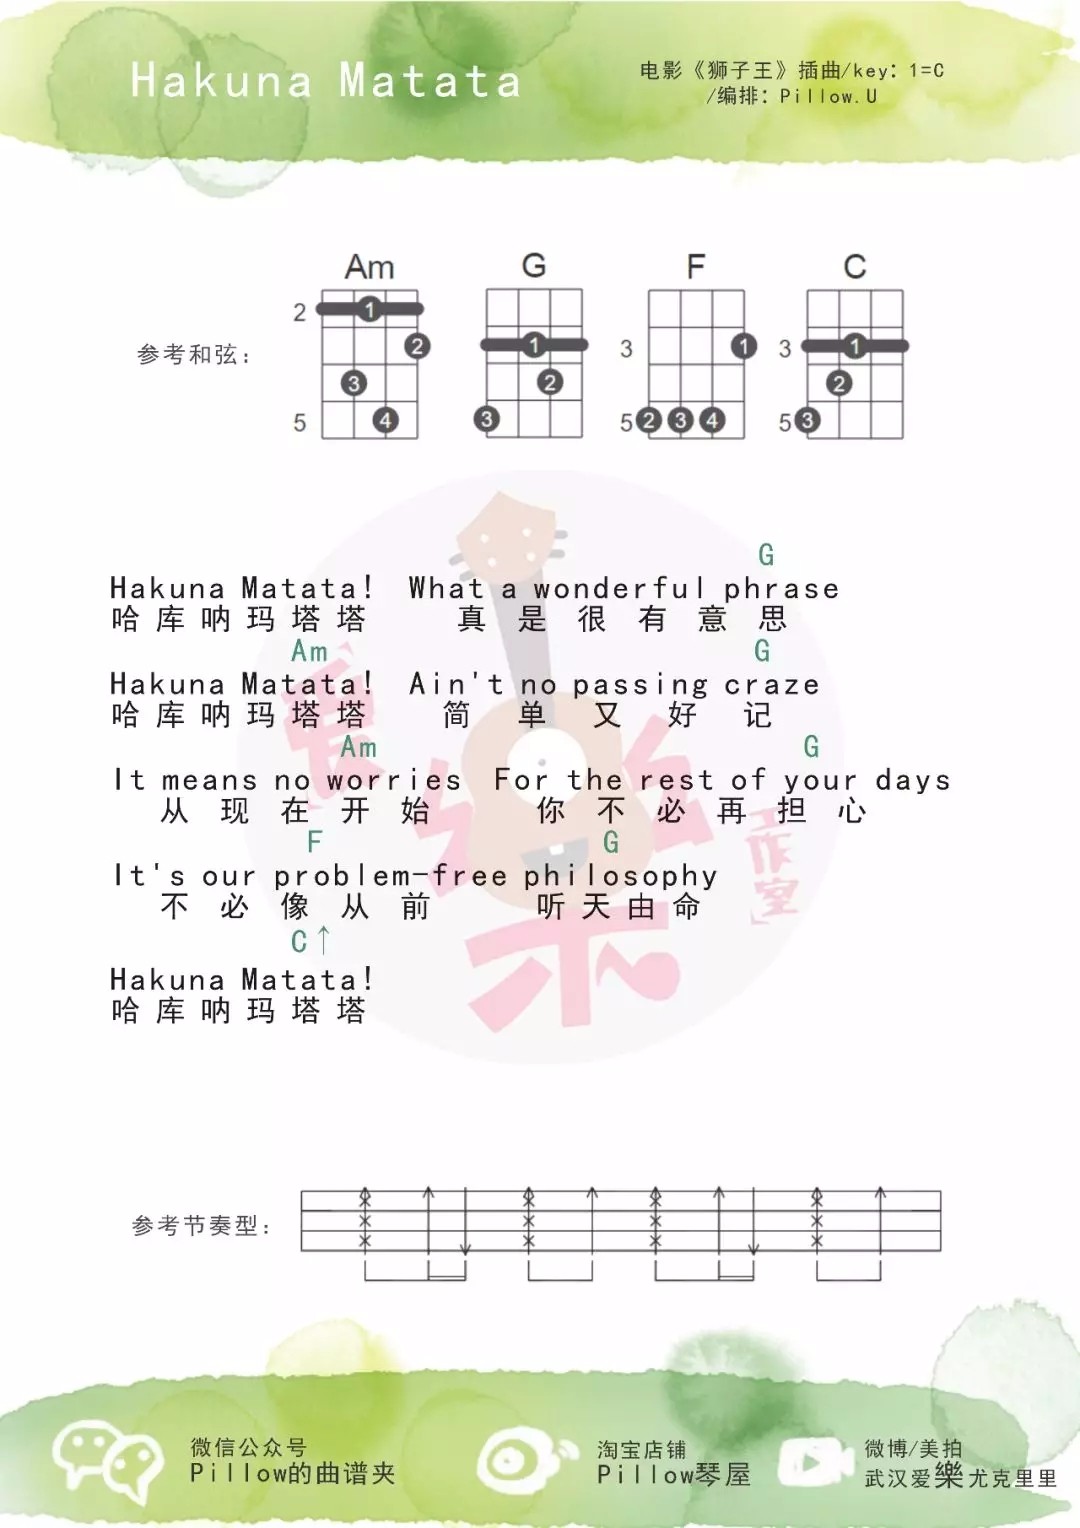 Hakuna Matata
电影《狮子王》插曲/key：1=C
/编排：Pillow.U
Am G F C
参考和弦：
2 1
2 1 3 1 3 1
3 2 2
5 4 3 5 2 3 4 5 3
G
Hakuna Matata! What a wonderful phrase
哈库呐玛塔塔 真是很有意思
Am G
Hakuna Matata! Ain't no passing craze
哈库呐玛塔塔 简单又好记
Am G
It means no worries For the rest of your days
从现在开始 你不必再担心
F G
It's our problem-free philosophy
不必像从前 听天由命
C↑
Hakuna Matata!
哈库呐玛塔塔
爱樂
工作室
参考节奏型：
微信公众号
Pillow的曲谱夹
淘宝店铺
Pillow琴屋
微博/美拍
武汉爱樂尤克里里